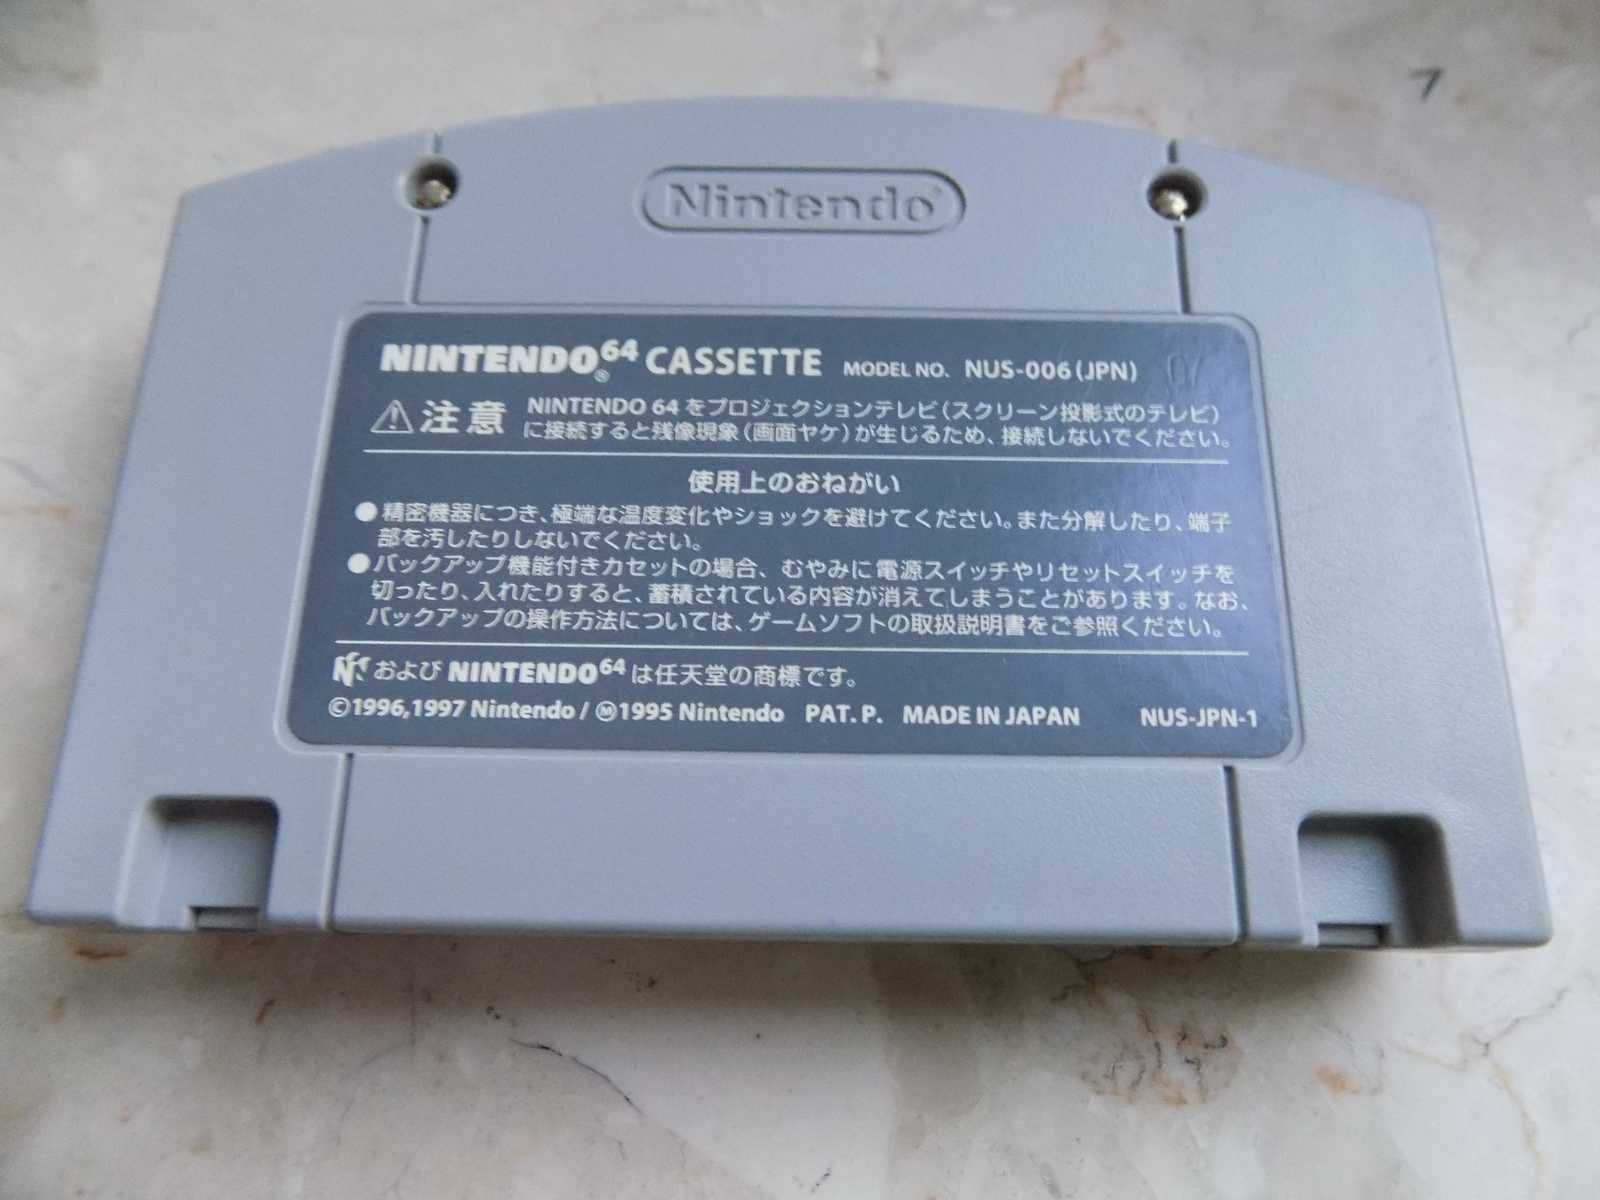 Nintendo®
NINTENDO®64 CASSETTE MODEL NO. NUS-006 (JPN) 07
⚠注意 NINTENDO 64 をプロジェクションテレビ(スクリーン投影式のテレビ)
に接続すると残像現象(画面ヤケ)が生じるため、接続しないでください。
使用上のおねがい
●精密機器につき、極端な温度変化やショックを避けてください。また分解したり、端子
部を汚したりしないでください。
●バックアップ機能付きカセットの場合、むやみに電源スイッチやリセットスイッチを
切ったり、入れたりすると、蓄積されている内容が消えてしまうことがあります。なお、
バックアップの操作方法については、ゲームソフトの取扱説明書をご参照ください。
および NINTENDO64 は任天堂の商標です。
©1996,1997 Nintendo / Ⓜ1995 Nintendo PAT. P. MADE IN JAPAN NUS-JPN-1